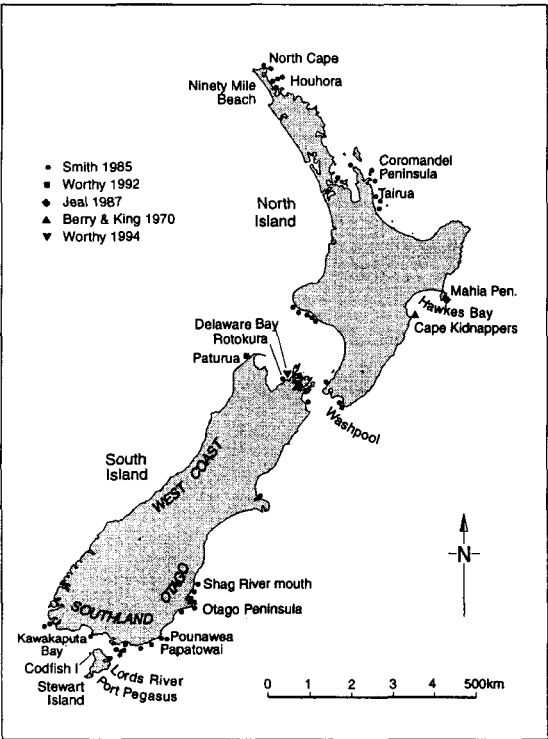 North Cape
Ninety Mile
Beach
Houhora
Smith 1985
Worthy 1992
Jeal 1987
Berry & King 1970
Worthy 1994
Coromandel
Peninsula
Tairua
North
Island
Mahia Pen.
Hawkes Bay
Cape Kidnappers
Delaware Bay
Rotokura
Paturua
Washpool
South
Island
WEST COAST
OTAGO
SOUTHLAND
Shag River mouth
Otago Peninsula
Kawakaputa
Bay
Pounawea
Papatowai
Codfish I
Lords River
Port Pegasus
Stewart
Island
N
0 1 2 3 4 500km